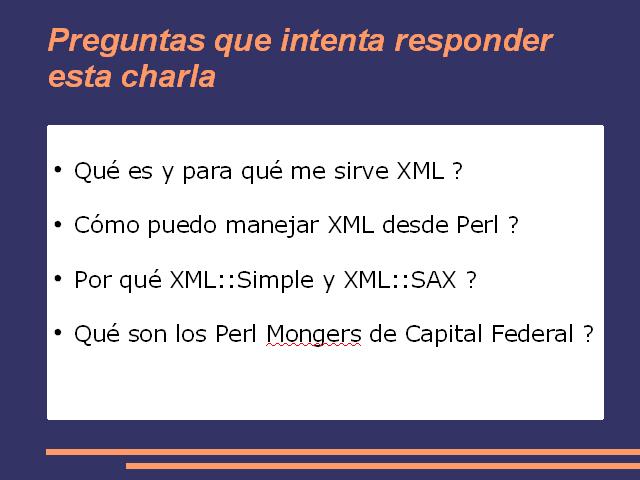 Preguntas que intenta responder
esta charla
• Qué es y para qué me sirve XML ?
• Cómo puedo manejar XML desde Perl ?
• Por qué XML::Simple y XML::SAX ?
• Qué son los Perl Mongers de Capital Federal ?